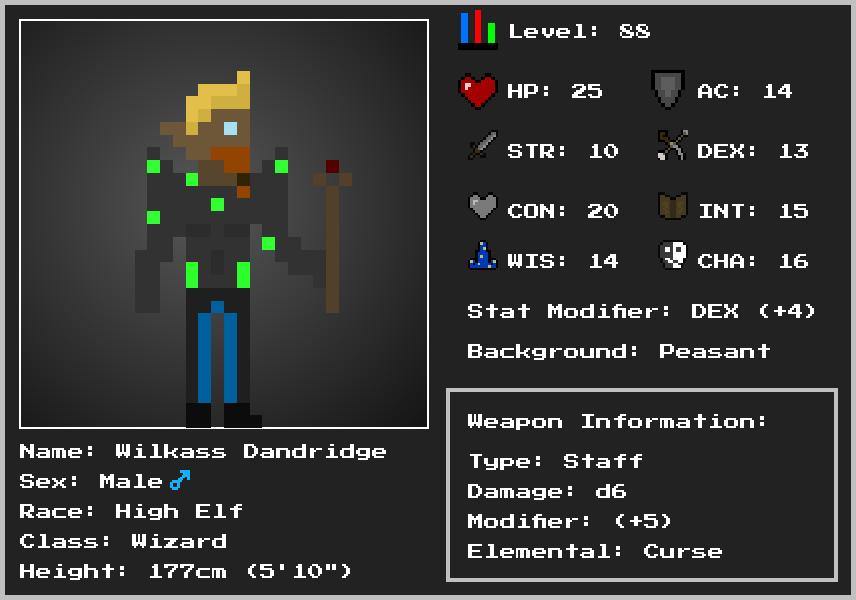 Level: 88
HP: 25
AC: 14
STR: 10
DEX: 13
CON: 20
INT: 15
WIS: 14
CHA: 16
Stat Modifier: DEX (+4)
Background: Peasant
Weapon Information:
Type: Staff
Damage: d6
Modifier: (+5)
Elemental: Curse
Name: Wilkass Dandridge
Sex: Male♂
Race: High Elf
Class: Wizard
Height: 177cm (5'10")